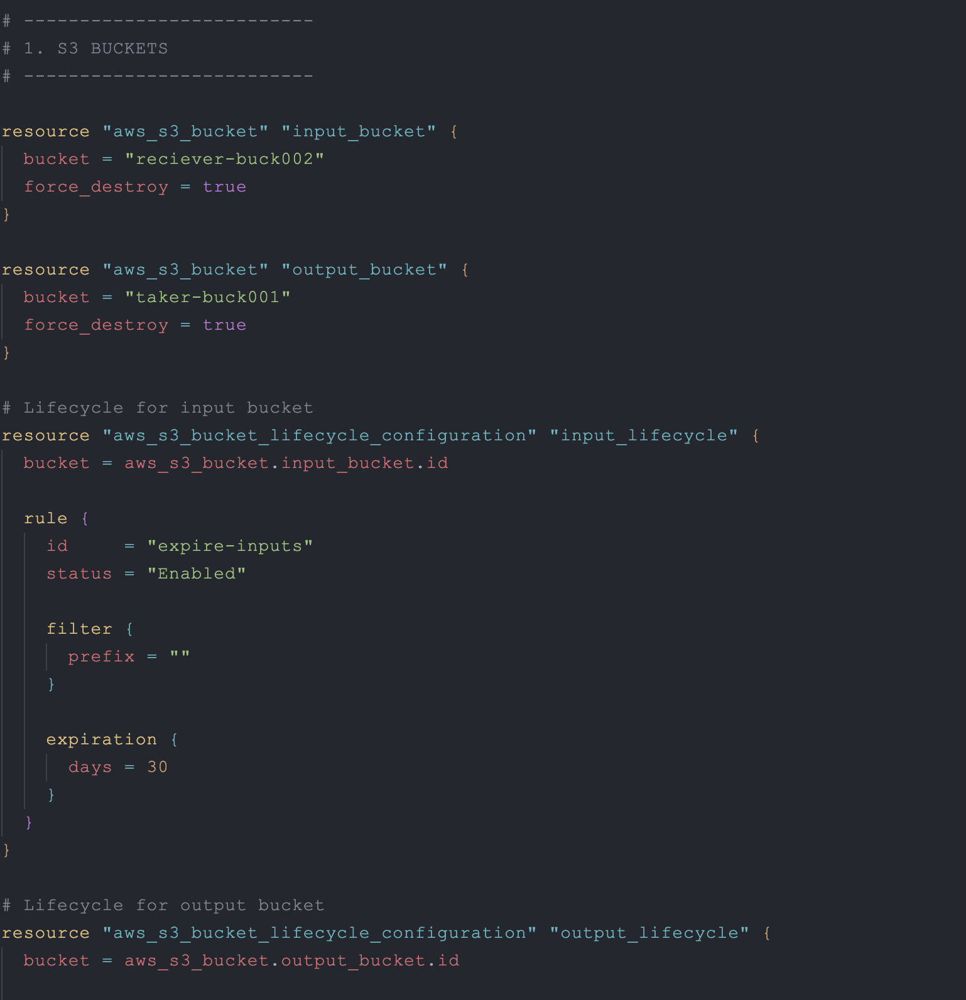 # --------------------------
# 1. S3 BUCKETS
# --------------------------
resource "aws_s3_bucket" "input_bucket" {
  bucket = "reciever-buck002"
  force_destroy = true
}
resource "aws_s3_bucket" "output_bucket" {
  bucket = "taker-buck001"
  force_destroy = true
}
# Lifecycle for input bucket
resource "aws_s3_bucket_lifecycle_configuration" "input_lifecycle" {
  bucket = aws_s3_bucket.input_bucket.id
  rule {
    id     = "expire-inputs"
    status = "Enabled"
    filter {
      prefix = ""
    }
    expiration {
      days = 30
    }
  }
}
# Lifecycle for output bucket
resource "aws_s3_bucket_lifecycle_configuration" "output_lifecycle" {
  bucket = aws_s3_bucket.output_bucket.id